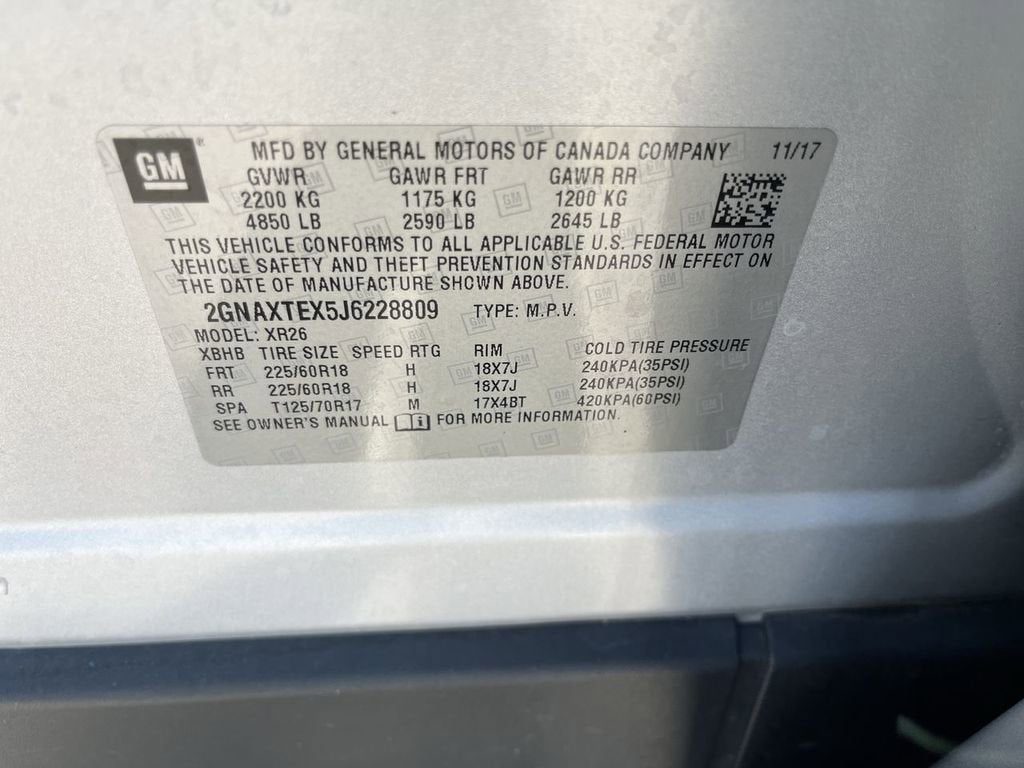 GM
MFD BY GENERAL MOTORS OF CANADA COMPANY 11/17
GVWR GAWR FRT GAWR RR
2200 KG 1175 KG 1200 KG
4850 LB 2590 LB 2645 LB
THIS VEHICLE CONFORMS TO ALL APPLICABLE U.S. FEDERAL MOTOR
VEHICLE SAFETY AND THEFT PREVENTION STANDARDS IN EFFECT ON
THE DATE OF MANUFACTURE SHOWN ABOVE.
2GNAXTEX5J6228809 TYPE: M.P.V.
MODEL: XR26
XBHB TIRE SIZE SPEED RTG RIM COLD TIRE PRESSURE
FRT 225/60R18 H 18X7J 240KPA(35PSI)
RR 225/60R18 H 18X7J 240KPA(35PSI)
SPA T125/70R17 M 17X4BT 420KPA(60PSI)
SEE OWNER'S MANUAL i FOR MORE INFORMATION.